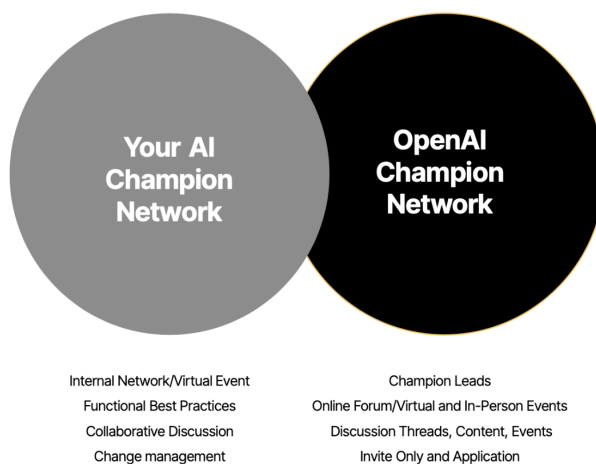 Your AI
Champion
Network
OpenAI
Champion
Network
Internal Network/Virtual Event
Functional Best Practices
Collaborative Discussion
Change management
Champion Leads
Online Forum/Virtual and In-Person Events
Discussion Threads, Content, Events
Invite Only and Application